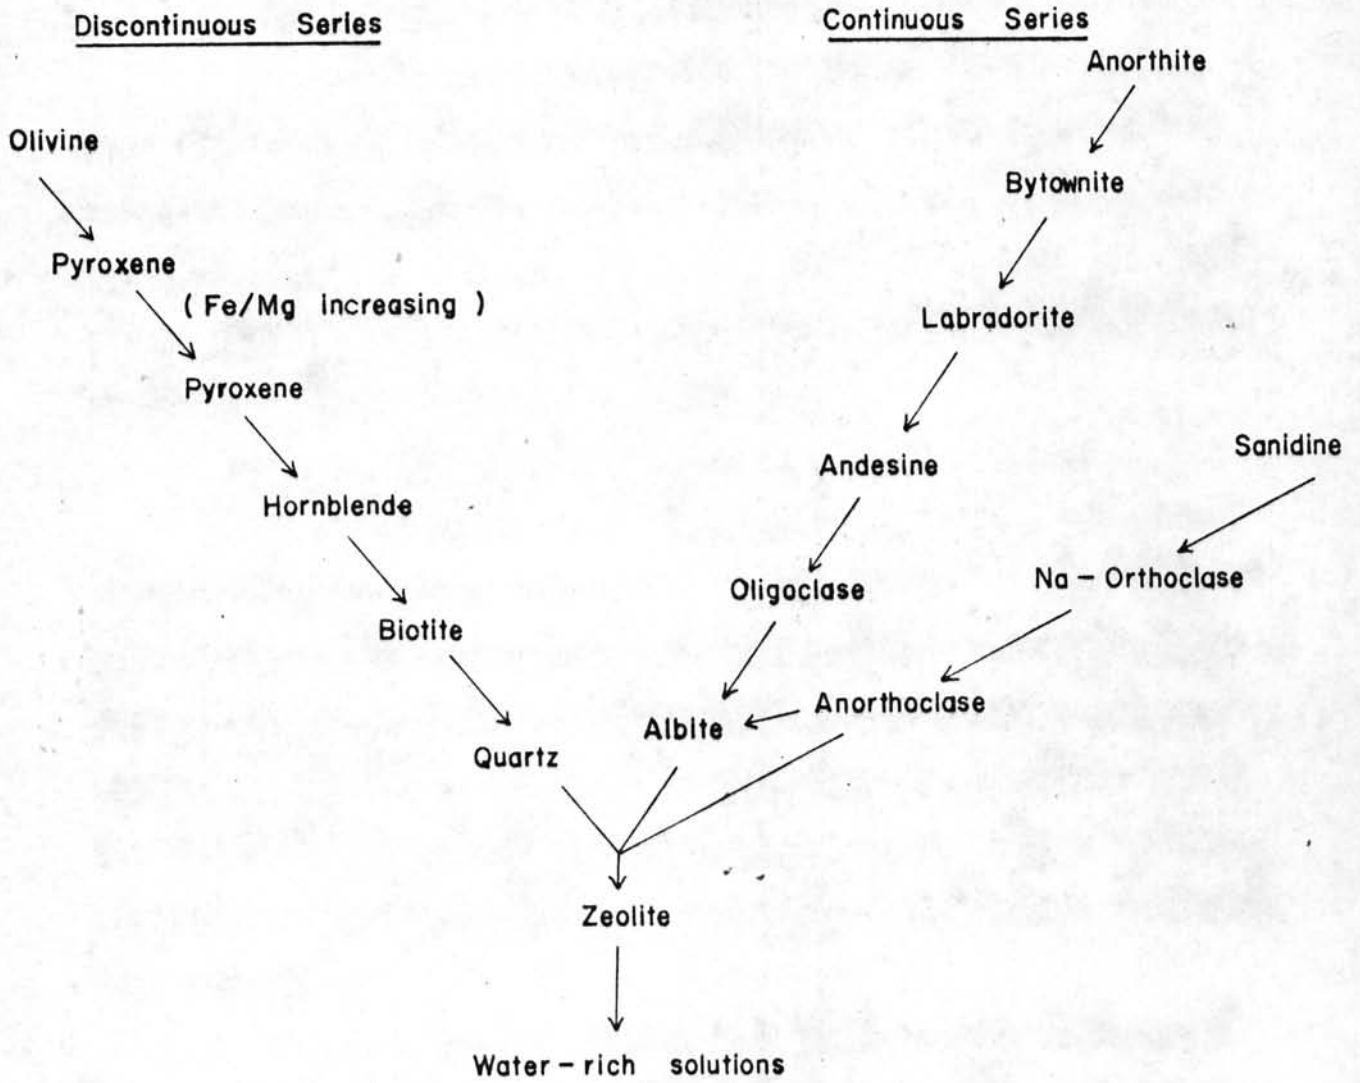 Discontinuous Series
Continuous Series
Anorthite
Olivine
Bytownite
Pyroxene
( Fe/Mg increasing )
Labradorite
Pyroxene
Sanidine
Andesine
Hornblende
Na - Orthoclase
Oligoclase
Biotite
Anorthoclase
Albite
Quartz
Zeolite
Water - rich solutions